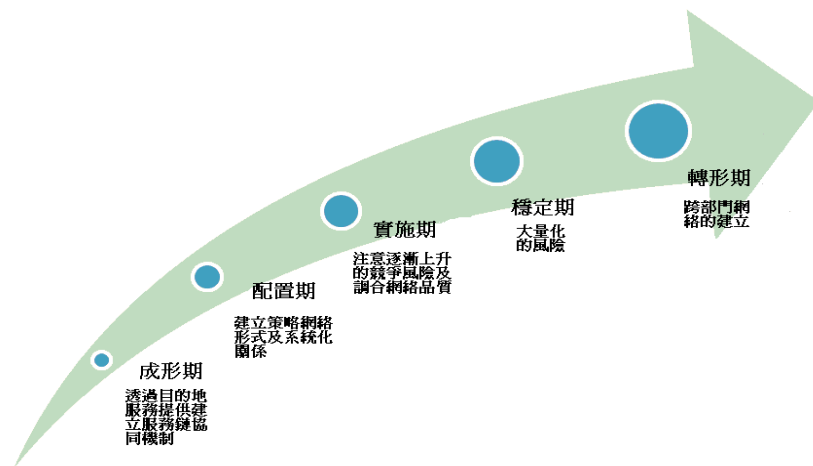 成形期
透過目的地
服務提供建
立服務鏈協
同機制
配置期
建立策略網絡
形式及系統化
關係
實施期
注意逐漸上升
的競爭風險及
調合網絡品質
穩定期
大量化
的風險
轉形期
跨部門網
絡的建立